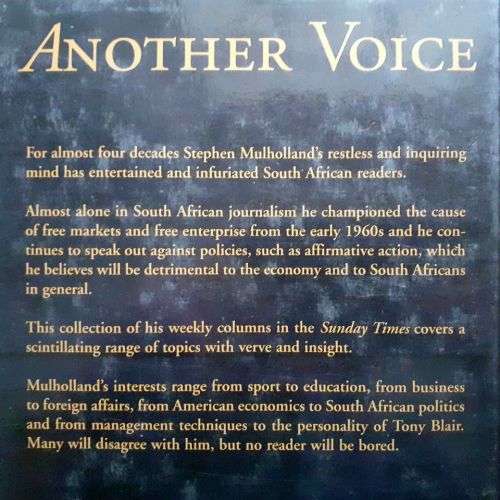 ANOTHER VOICE
For almost four decades Stephen Mulholland's restless and inquiring
mind has entertained and infuriated South African readers.
Almost alone in South African journalism he championed the cause
of free markets and free enterprise from the early 1960s and he con-
tinues to speak out against policies, such as affirmative action, which
he believes will be detrimental to the economy and to South Africans
in general.
This collection of his weekly columns in the Sunday Times covers a
scintillating range of topics with verve and insight.
Mulholland's interests range from sport to education, from business
to foreign affairs, from American economics to South African politics
and from management techniques to the personality of Tony Blair.
Many will disagree with him, but no reader will be bored.